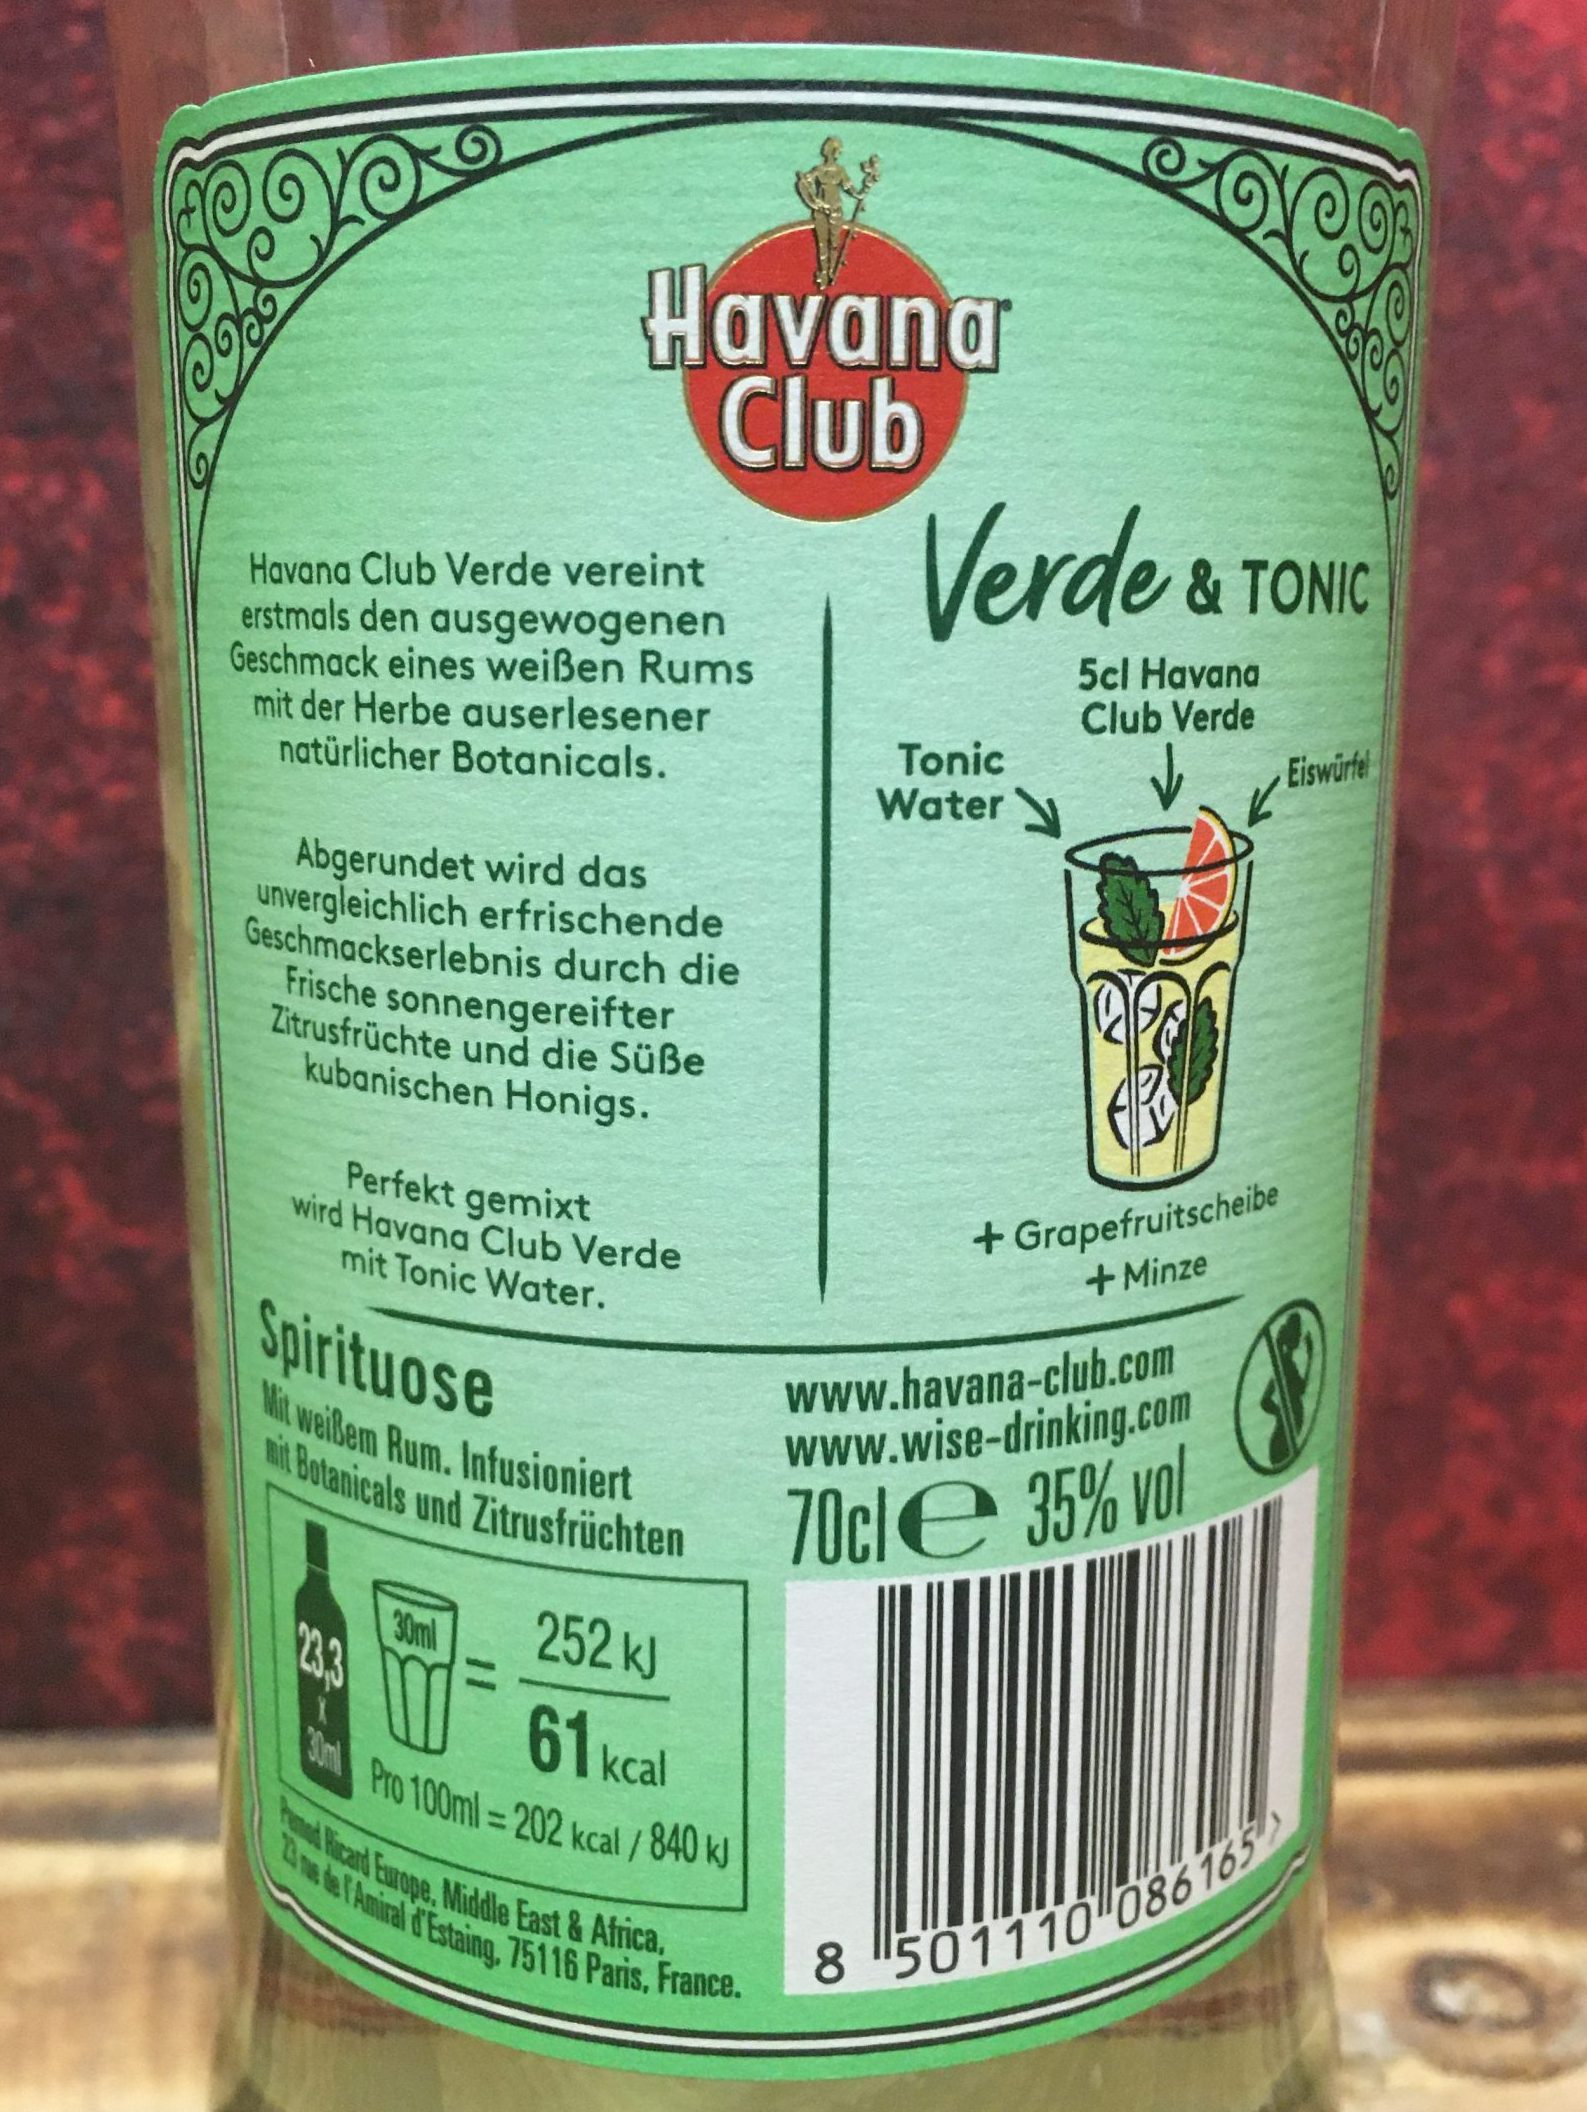 Havana
Club
Havana Club Verde vereint
erstmals den ausgewogenen
Geschmack eines weißen Rums
mit der Herbe auserlesener
natürlicher Botanicals.
Abgerundet wird das
unvergleichlich erfrischende
Geschmackserlebnis durch die
Frische sonnengereifter
Zitrusfrüchte und die Süße
kubanischen Honigs.
Perfekt gemixt
wird Havana Club Verde
mit Tonic Water.
Verde & TONIC
5cl Havana
Club Verde
Tonic
Water
Eiswürfel
+ Grapefruitscheibe
+ Minze
Spirituose
Mit weißem Rum. Infusioniert
mit Botanicals und Zitrusfrüchten
23,3
x
30ml
30ml
=
252 kJ
61 kcal
Pro 100ml = 202 kcal / 840 kJ
Pernod Ricard Europe, Middle East & Africa,
23 rue de l'Amiral d'Estaing, 75116 Paris, France.
www.havana-club.com
www.wise-drinking.com
70cl e 35% vol
8 501110 086165 >